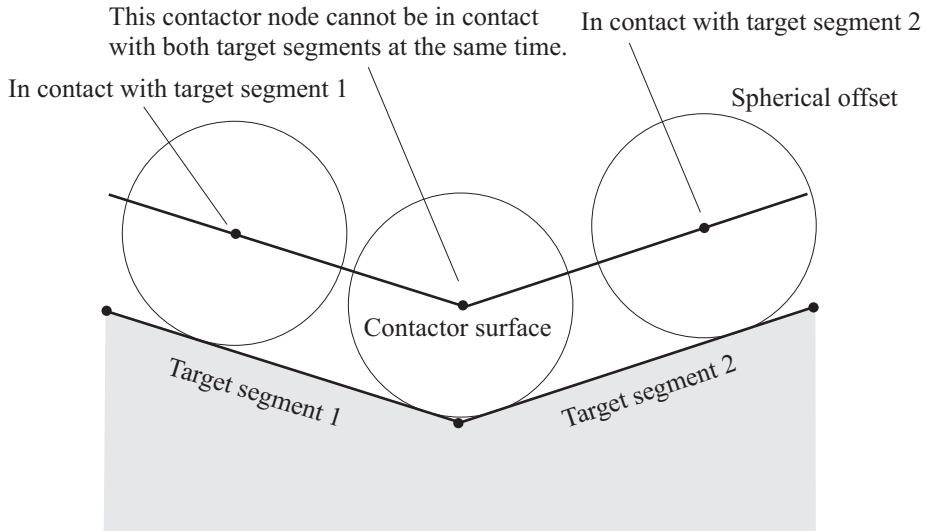 This contactor node cannot be in contact
with both target segments at the same time.
In contact with target segment 2
In contact with target segment 1
Spherical offset
Contactor surface
Target segment 1
Target segment 2